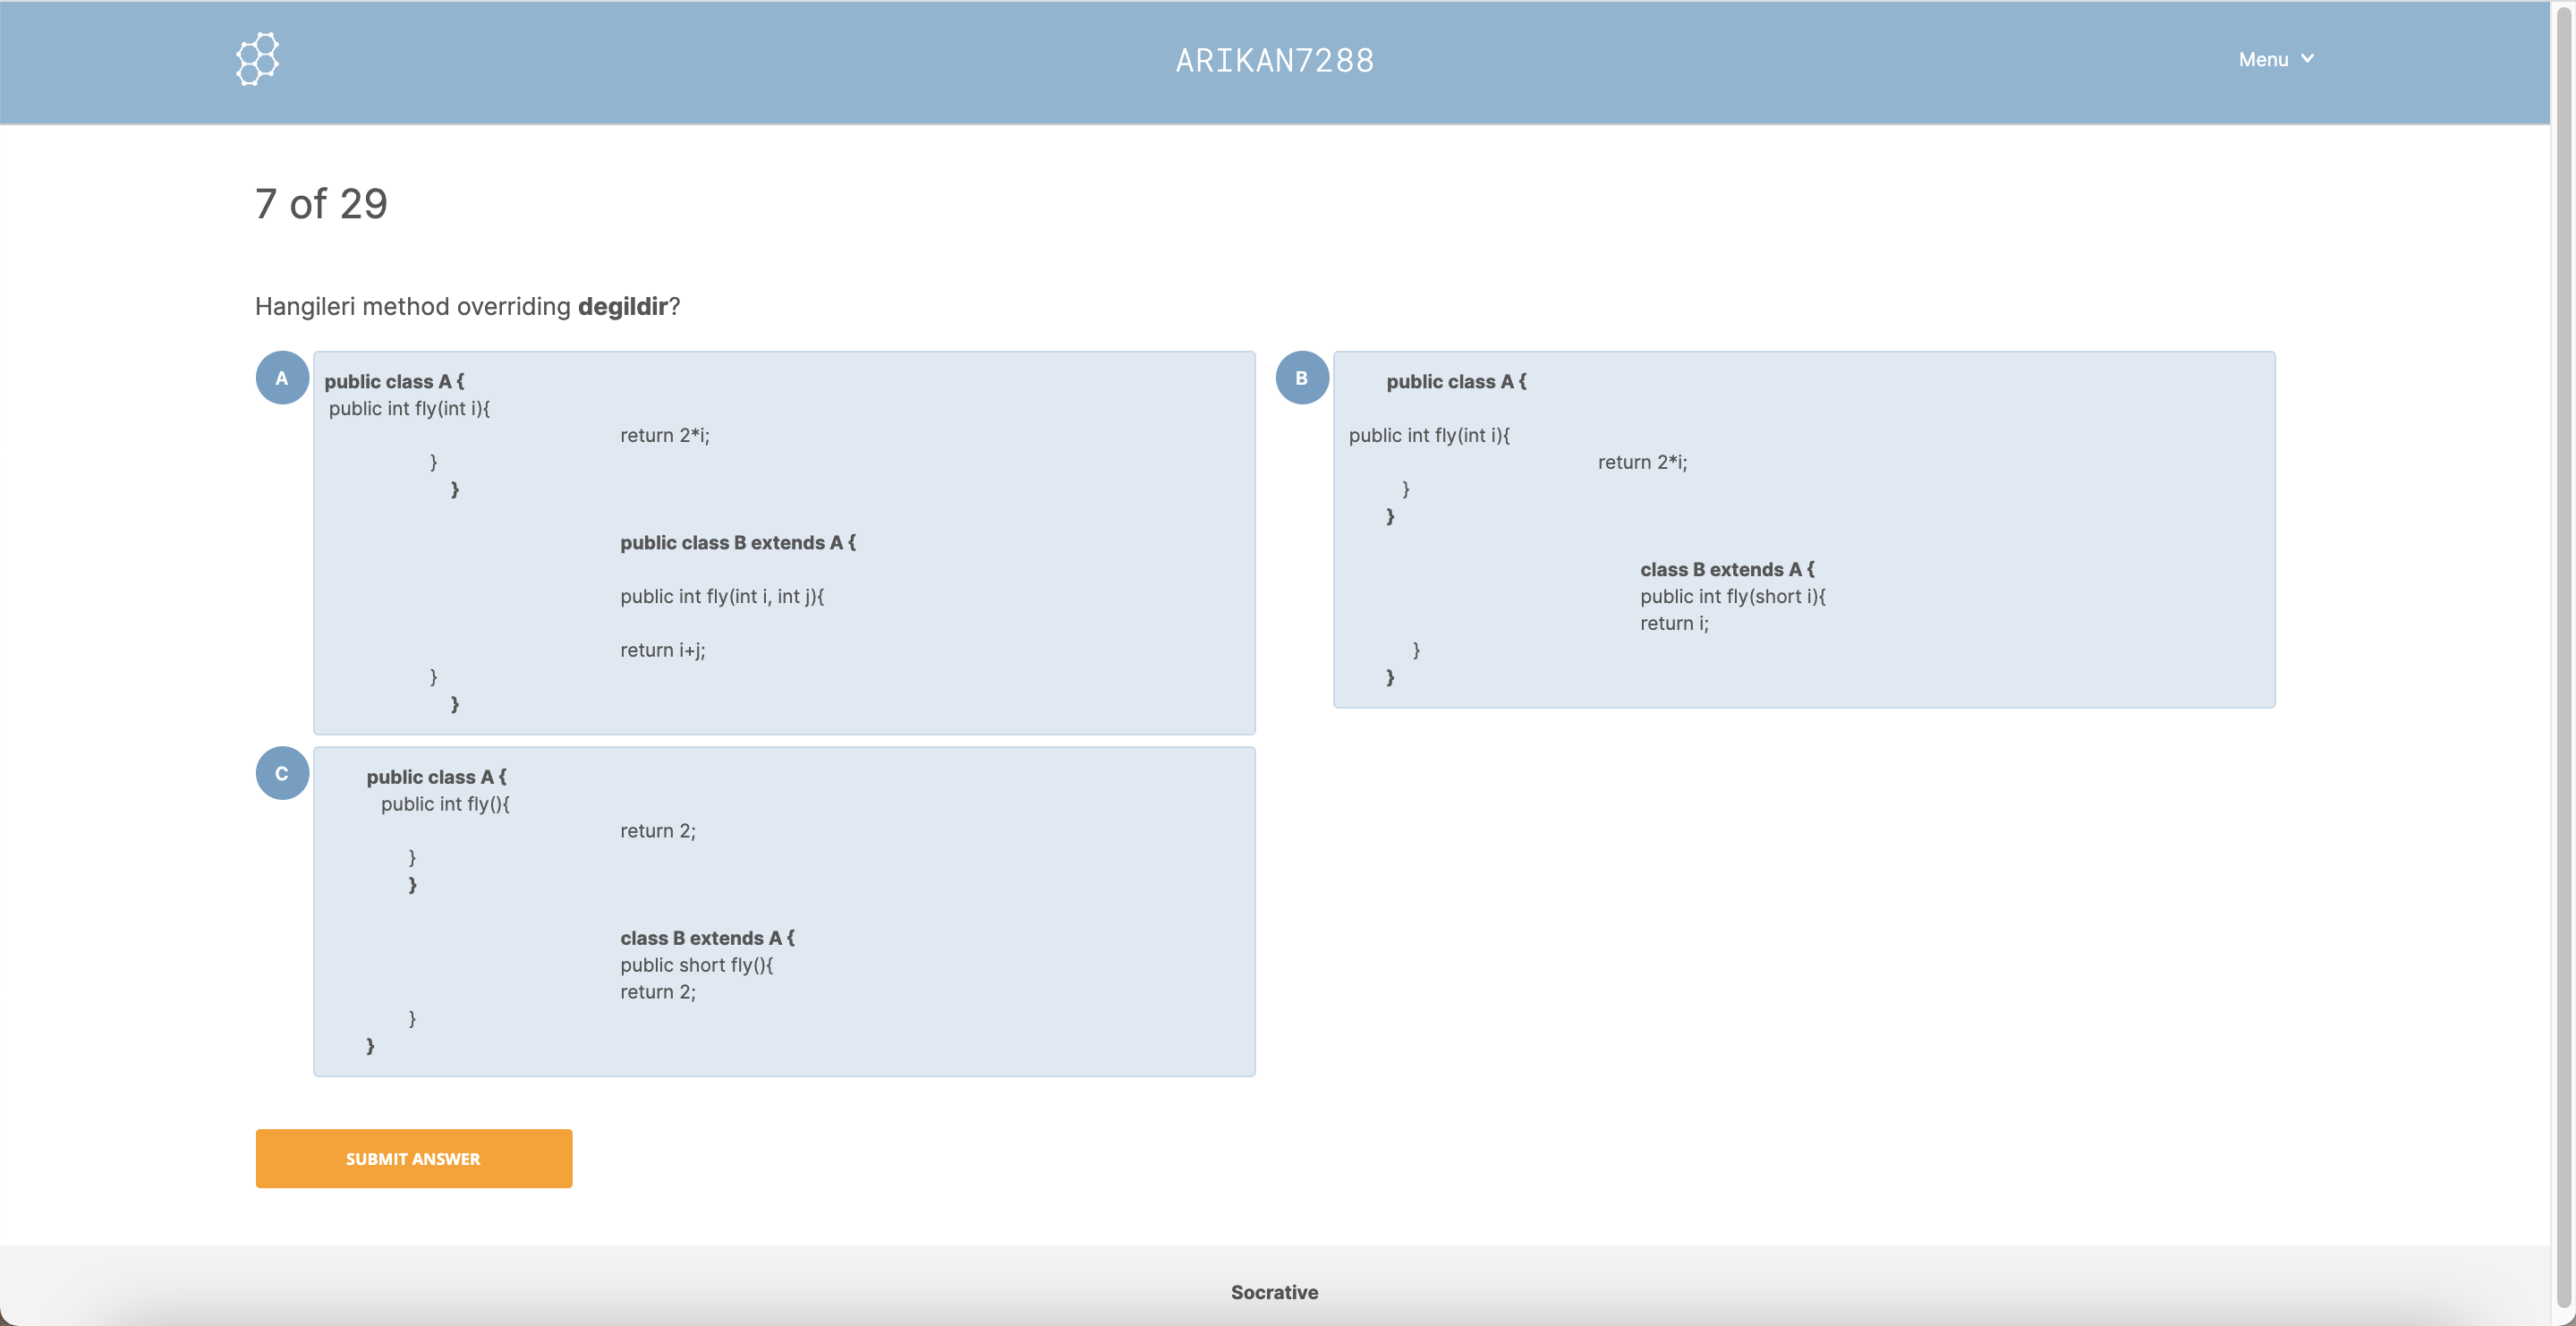 ARIKAN7288
Menu
7 of 29
Hangileri method overriding degildir?
A
public class A {
public int fly(int i){
return 2*i;
}
}
public class B extends A {
public int fly(int i, int j){
return i+j;
}
}
B
public class A {
public int fly(int i){
return 2*i;
}
}
class B extends A {
public int fly(short i){
return i;
}
}
C
public class A {
public int fly(){
return 2;
}
}
class B extends A {
public short fly(){
return 2;
}
}
SUBMIT ANSWER
Socrative